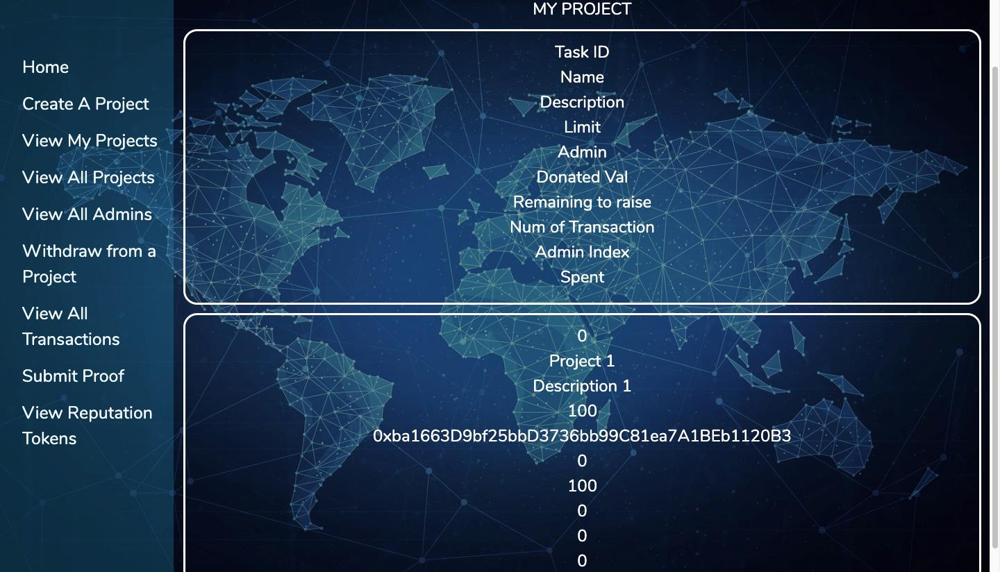 MY PROJECT
Home
Create A Project
View My Projects
View All Projects
View All Admins
Withdraw from a
Project
View All
Transactions
Submit Proof
View Reputation
Tokens
Task ID
Name
Description
Limit
Admin
Donated Val
Remaining to raise
Num of Transaction
Admin Index
Spent
0
Project 1
Description 1
100
0xba1663D9bf25bbD3736bb99C81ea7A1BEb1120B3
0
100
0
0
0